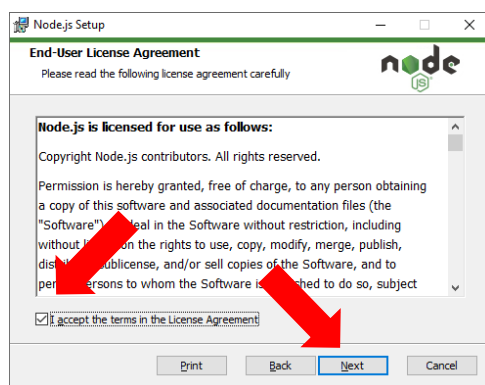 Node.js Setup
End-User License Agreement
Please read the following license agreement carefully
node
JS
Node.js is licensed for use as follows:
Copyright Node.js contributors. All rights reserved.
Permission is hereby granted, free of charge, to any person obtaining
a copy of this software and associated documentation files (the
"Software") deal in the Software without restriction, including
without on the rights to use, copy, modify, merge, publish,
sublicense, and/or sell copies of the Software, and to
persons to whom the Software is to do so, subject
I accept the terms in the License Agreement
Print Back Next Cancel